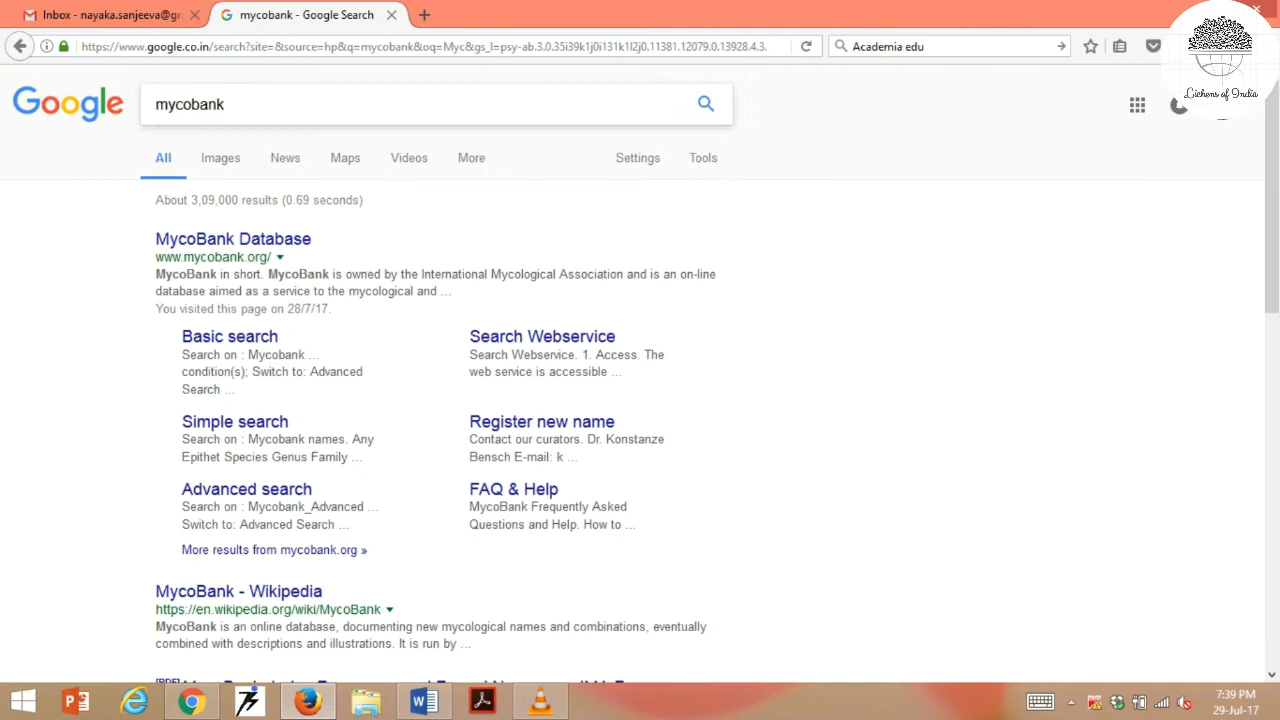 Inbox - nayaka.sanjeeva@gr
mycobank - Google Search
https://www.google.co.in/search?site=&source=hp&q=mycobank&oq=Myc&gs_l=psy-ab.3.0.35i39k1j0i131k1l2j0.11381.12079.0.13928.4.3.
Academia edu
Lichens of India
Google
mycobank
All Images News Maps Videos More Settings Tools
About 3,09,000 results (0.69 seconds)
MycoBank Database
www.mycobank.org/
MycoBank in short. MycoBank is owned by the International Mycological Association and is an on-line
database aimed as a service to the mycological and ...
You visited this page on 28/7/17.
Basic search
Search on : Mycobank ...
condition(s); Switch to: Advanced
Search ...
Search Webservice
Search Webservice. 1. Access. The
web service is accessible ...
Simple search
Search on : Mycobank names. Any
Epithet Species Genus Family ...
Register new name
Contact our curators. Dr. Konstanze
Bensch E-mail: k ...
Advanced search
Search on : Mycobank_Advanced ...
Switch to: Advanced Search ...
FAQ & Help
MycoBank Frequently Asked
Questions and Help. How to ...
More results from mycobank.org »
MycoBank - Wikipedia
https://en.wikipedia.org/wiki/MycoBank
MycoBank is an online database, documenting new mycological names and combinations, eventually
combined with descriptions and illustrations. It is run by ...
7:39 PM
29-Jul-17